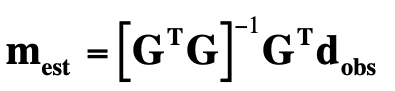 m_est = [G^T G]^-1 G^T d_obs